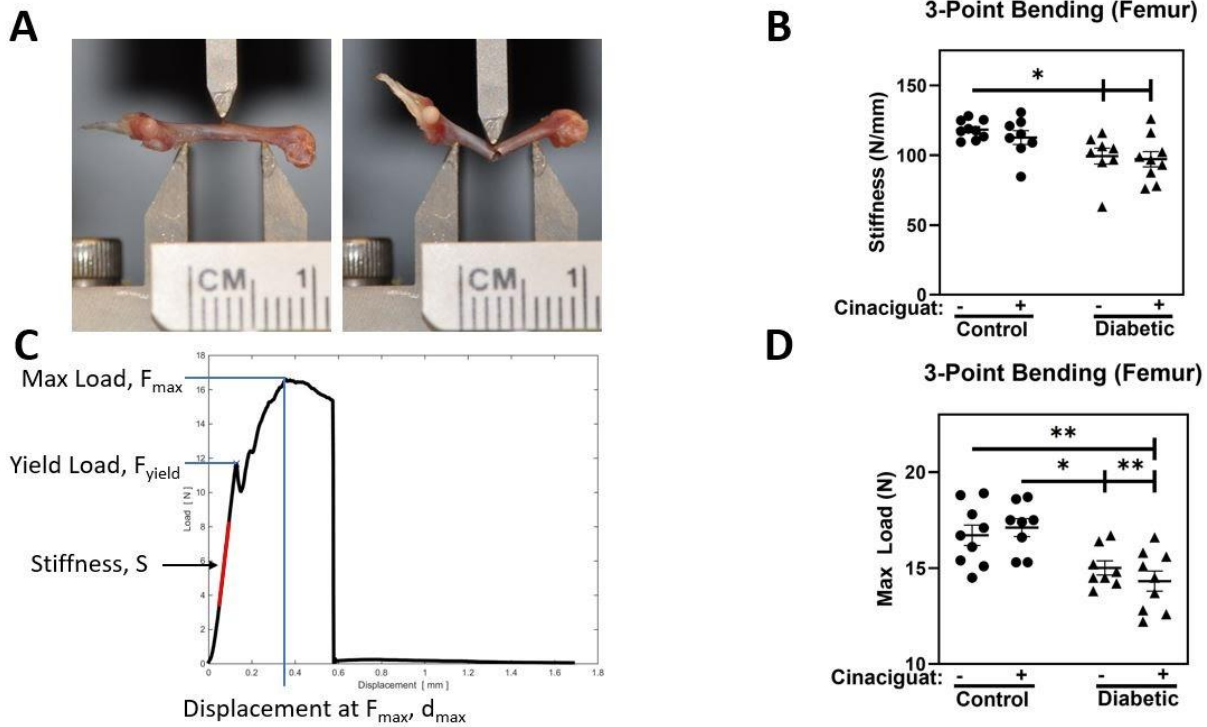 A
CM 1
CM 1
B
3-Point Bending (Femur)
*
Stiffness (N/mm)
150
100
50
0
Cinaciguat: - + - +
Control Diabetic
C
Max Load, Fmax
Yield Load, Fyield
Stiffness, S
Load [ N ]
18
16
14
12
10
8
6
4
2
0
0 0.2 0.4 0.6 0.8 1 1.2 1.4 1.6 1.8
Displacement [ mm ]
Displacement at Fmax, dmax
D
3-Point Bending (Femur)
**
* **
Max Load (N)
20
15
10
Cinaciguat: - + - +
Control Diabetic